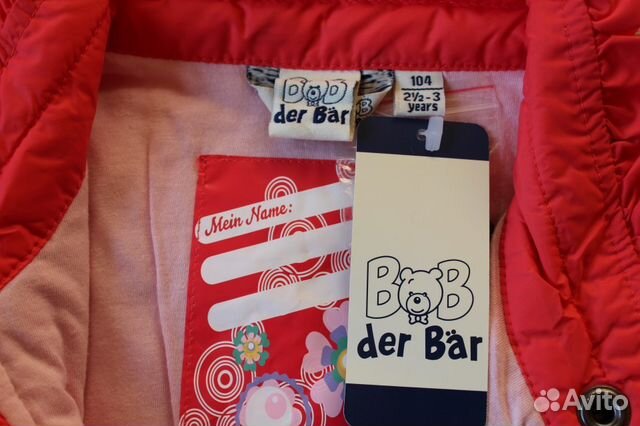 BOB
der Bär
B
104
2½-3
years
Mein Name:
BOB
der Bär
Avito